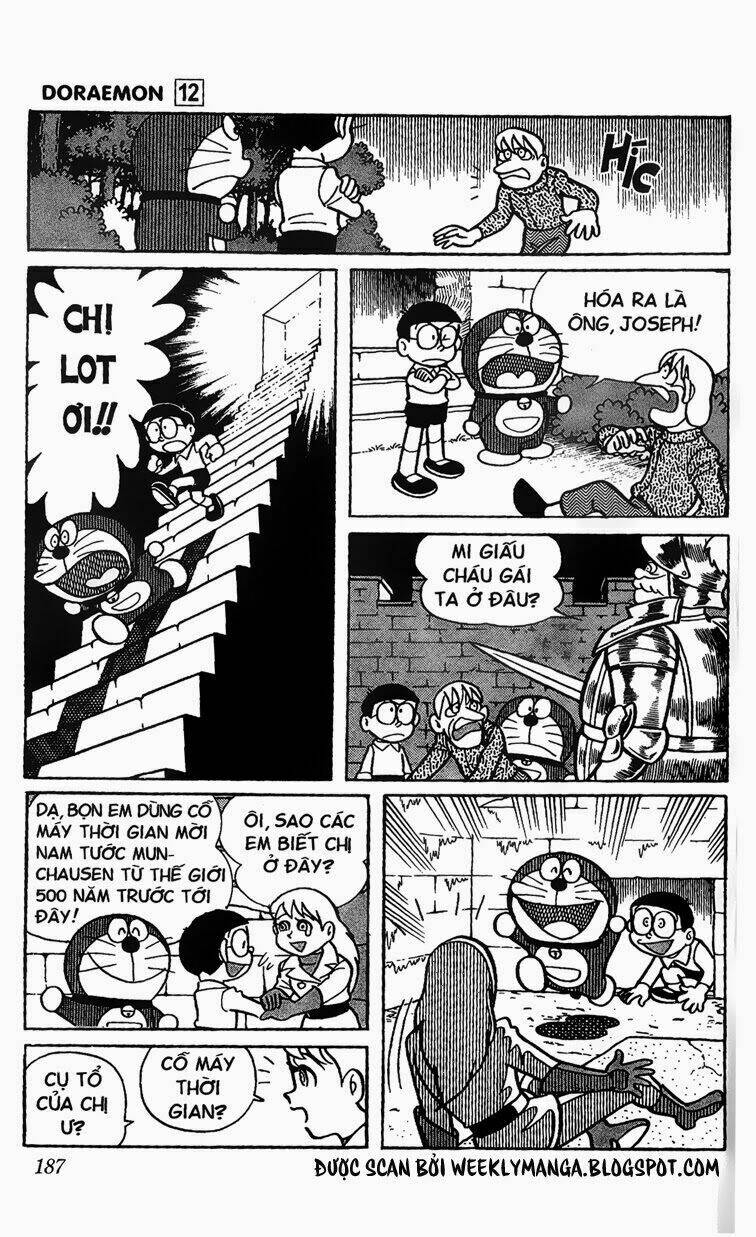 DORAEMON 12
HÍC
HÓA RA LÀ
ÔNG, JOSEPH!
CHỊ
LOT
ƠI!!
MI GIẤU
CHÁU GÁI
TA Ở ĐÂU?
ÔI, SAO CÁC
EM BIẾT CHỊ
Ở ĐÂY?
DẠ, BỌN EM DÙNG CỖ
MÁY THỜI GIAN MỜI
NAM TƯỚC MUN-
CHAUSEN TỪ THẾ GIỚI
500 NĂM TRƯỚC TỚI
ĐÂY!
CỖ MÁY
THỜI
GIAN?
CỤ TỔ
CỦA CHỊ
Ư?
187
ĐƯỢC SCAN BỞI WEEKLYMANGA.BLOGSPOT.COM